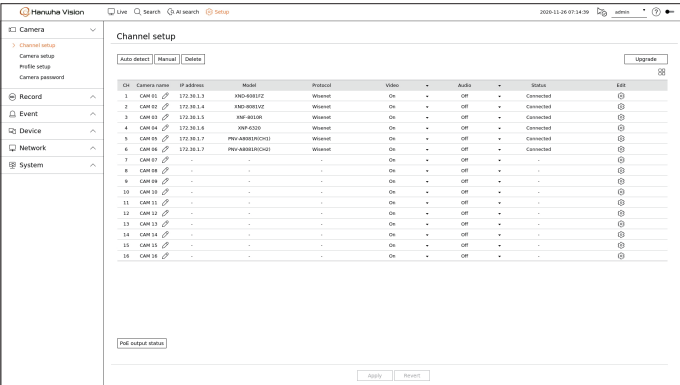 Hanwha Vision Live Search AI search Setup 2020-11-26 07:14:39 admin ?
Camera
Channel setup
Camera setup
Profile setup
Camera password
Record
Event
Device
Network
System
Channel setup
Auto detect Manual Delete Upgrade
CH Camera name IP address Model Protocol Video Audio Status Edit
1 CAM 01 172.30.1.3 XND-6081FZ Wisenet On Off Connected
2 CAM 02 172.30.1.4 XND-8081VZ Wisenet On Off Connected
3 CAM 03 172.30.1.5 XNF-8010R Wisenet On Off Connected
4 CAM 04 172.30.1.6 XNP-6320 Wisenet On Off Connected
5 CAM 05 172.30.1.7 PNV-A8081R(CH1) Wisenet On Off Connected
6 CAM 06 172.30.1.7 PNV-A8081R(CH2) Wisenet On Off Connected
7 CAM 07 - - - On Off -
8 CAM 08 - - - On Off -
9 CAM 09 - - - On Off -
10 CAM 10 - - - On Off -
11 CAM 11 - - - On Off -
12 CAM 12 - - - On Off -
13 CAM 13 - - - On Off -
14 CAM 14 - - - On Off -
15 CAM 15 - - - On Off -
16 CAM 16 - - - On Off -
PoE output status
Apply Revert